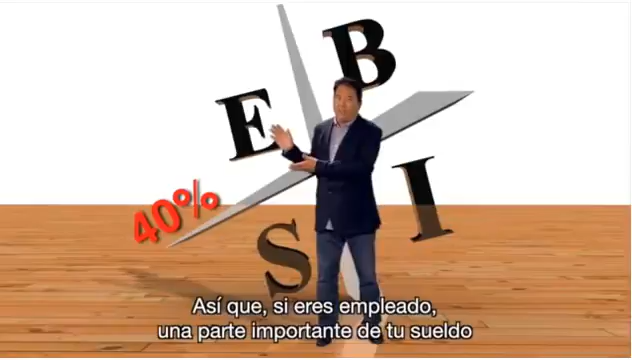 B
E
40%
I
S
Así que, si eres empleado,
una parte importante de tu sueldo